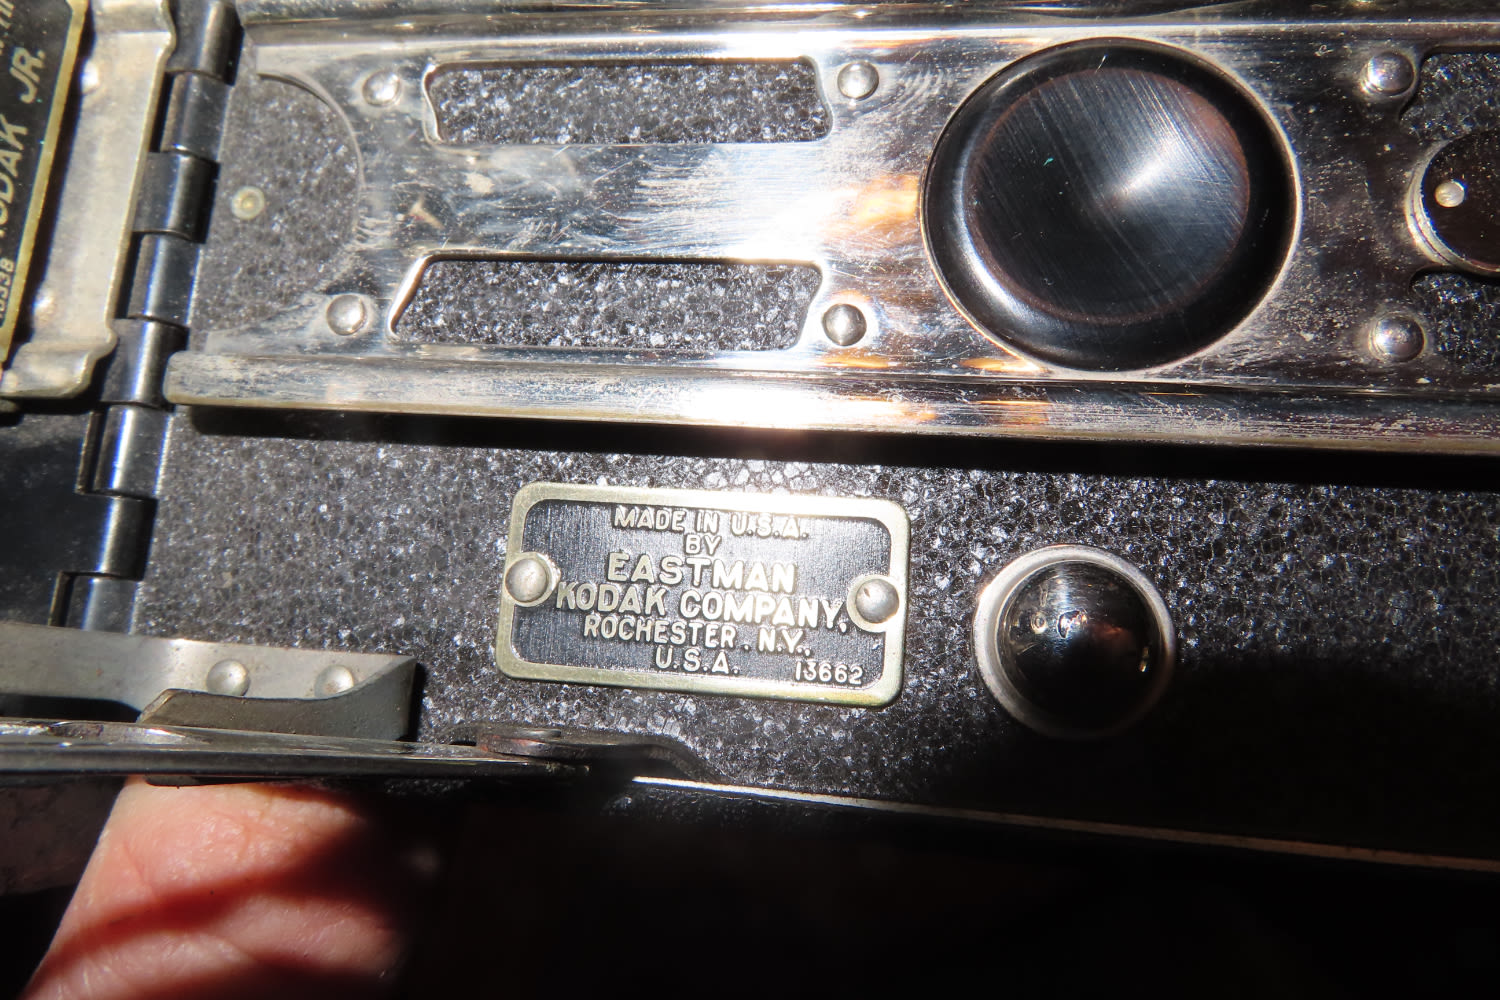 KODAK JR.
MADE IN U.S.A.
BY
EASTMAN
KODAK COMPANY,
ROCHESTER, N.Y.,
U.S.A. 13662